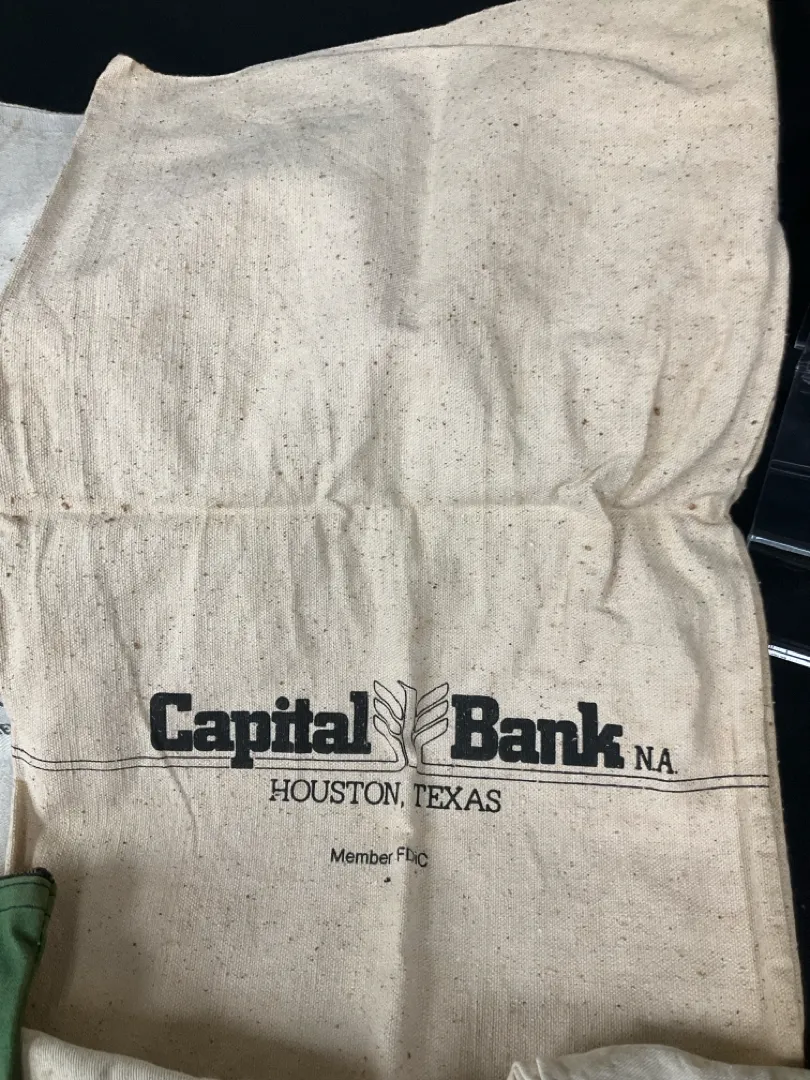 Capital Bank N.A.
HOUSTON, TEXAS
Member FDIC